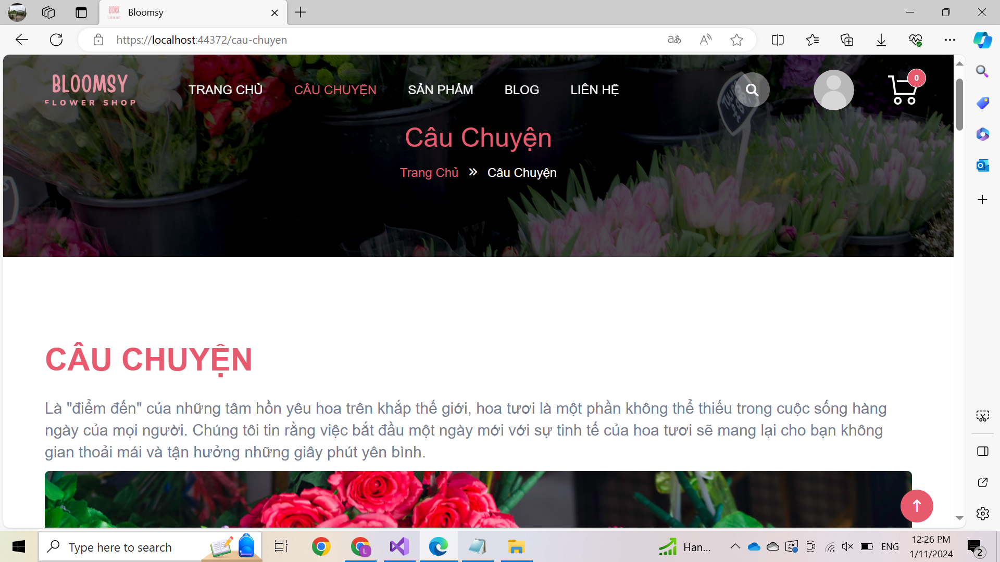 Bloomsy
https://localhost:44372/cau-chuyen
BLOOMSY
FLOWER SHOP
TRANG CHỦ
CÂU CHUYỆN
SẢN PHẨM
BLOG
LIÊN HỆ
0
Câu Chuyện
Trang Chủ » Câu Chuyện
CÂU CHUYỆN
Là "điểm đến" của những tâm hồn yêu hoa trên khắp thế giới, hoa tươi là một phần không thể thiếu trong cuộc sống hàng
ngày của mọi người. Chúng tôi tin rằng việc bắt đầu một ngày mới với sự tinh tế của hoa tươi sẽ mang lại cho bạn không
gian thoải mái và tận hưởng những giây phút yên bình.
Type here to search
L
Han...
ENG
12:26 PM
1/11/2024
2